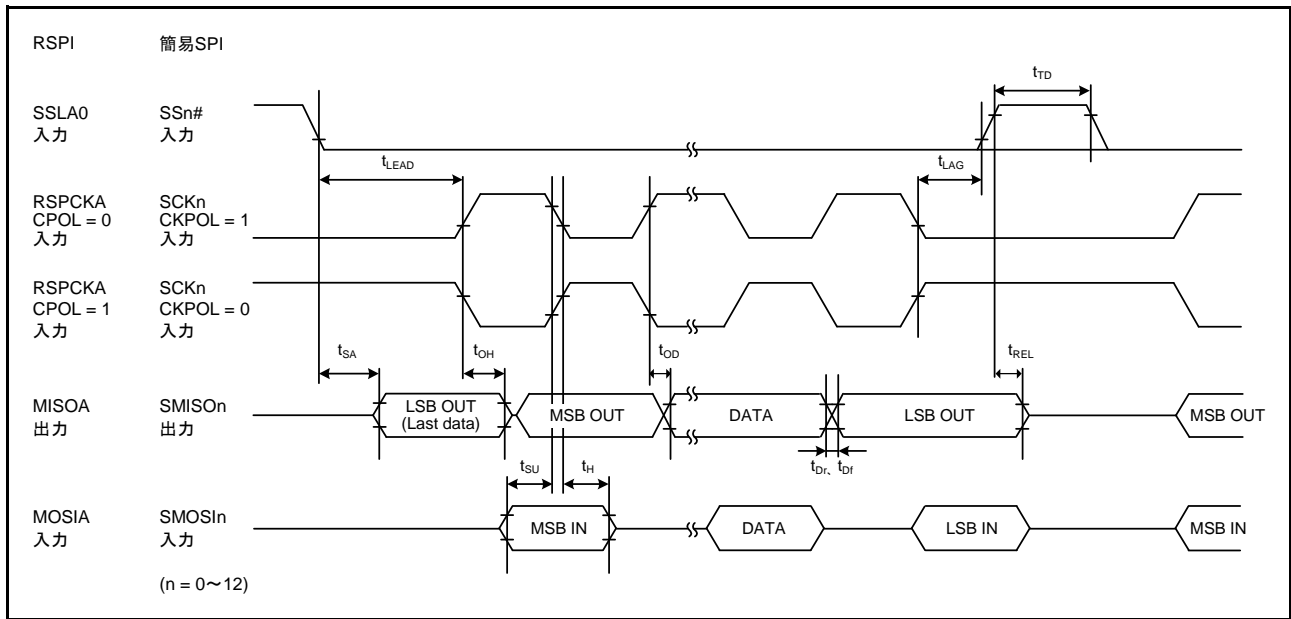 RSPI 簡易SPI
tTD
SSLA0 SSn#
入力 入力
tLEAD tLAG
RSPCKA SCKn
CPOL = 0 CKPOL = 1
入力 入力
RSPCKA SCKn
CPOL = 1 CKPOL = 0
入力 入力
tSA tOH tOD tREL
MISOA SMISOn
出力 出力
LSB OUT
(Last data)
MSB OUT DATA LSB OUT MSB OUT
tSU tH tDr、tDf
MOSIA SMOSIn
入力 入力
MSB IN DATA LSB IN MSB IN
(n = 0〜12)